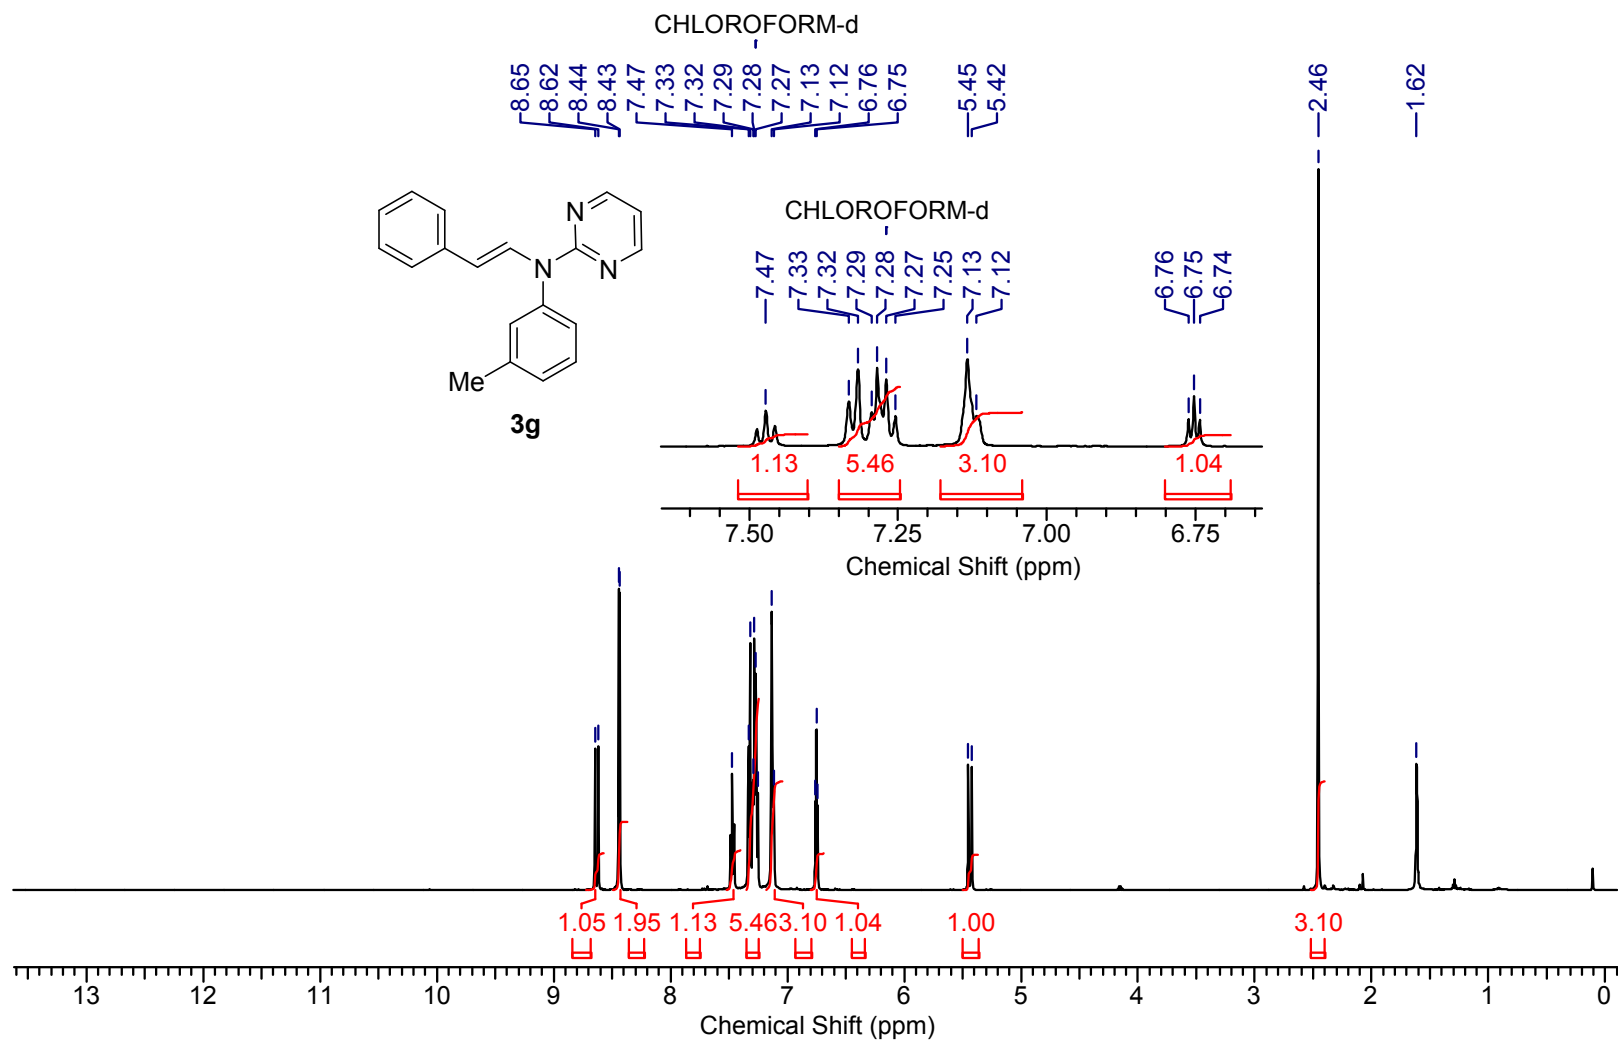 CHLOROFORM-d
8.65
8.62
8.44
8.43
7.47
7.33
7.32
7.29
7.28
7.27
7.13
7.12
6.76
6.75
5.45
5.42
2.46
1.62
N
N
N
Me
3g
CHLOROFORM-d
7.47
7.33
7.32
7.29
7.28
7.27
7.25
7.13
7.12
6.76
6.75
6.74
1.13 5.46 3.10 1.04
7.50 7.25 7.00 6.75
Chemical Shift (ppm)
1.05 1.95 1.13 5.46 3.10 1.04 1.00 3.10
13 12 11 10 9 8 7 6 5 4 3 2 1 0
Chemical Shift (ppm)